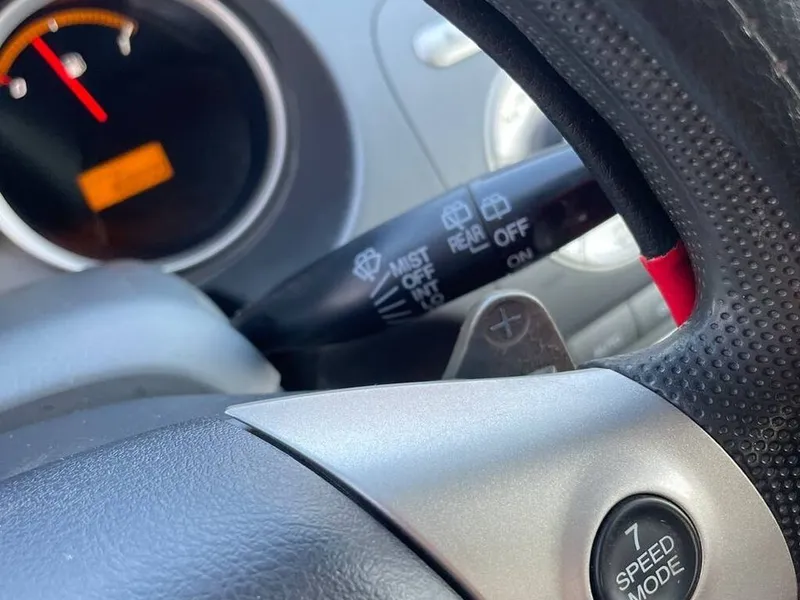 REAR
OFF
ON
MIST
OFF
INT
LO
7
SPEED
MODE